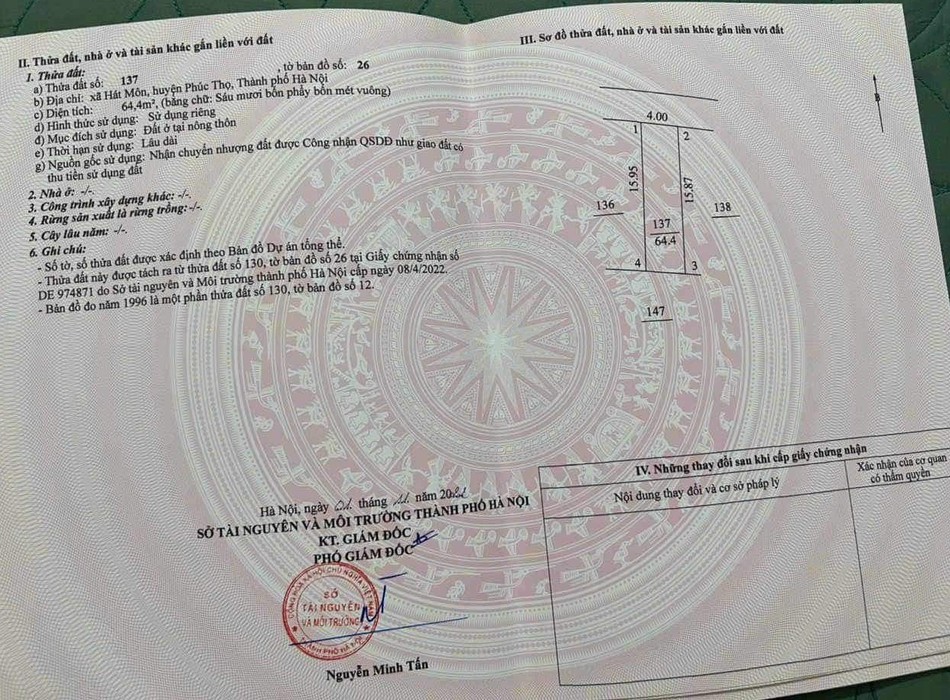 II. Thửa đất, nhà ở và tài sản khác gắn liền với đất
1. Thửa đất:
a) Thửa đất số: 137 , tờ bản đồ số: 26
b) Địa chỉ: xã Hát Môn, huyện Phúc Thọ, Thành phố Hà Nội
c) Diện tích: 64,4m², (bằng chữ: Sáu mươi bốn phẩy bốn mét vuông)
d) Hình thức sử dụng: Sử dụng riêng
đ) Mục đích sử dụng: Đất ở tại nông thôn
e) Thời hạn sử dụng: Lâu dài
g) Nguồn gốc sử dụng: Nhận chuyển nhượng đất được Công nhận QSDĐ như giao đất có
thu tiền sử dụng đất
2. Nhà ở: -/-.
3. Công trình xây dựng khác: -/-.
4. Rừng sản xuất là rừng trồng: -/-.
5. Cây lâu năm: -/-.
6. Ghi chú:
- Số tờ, số thửa đất được xác định theo Bản đồ Dự án tổng thể.
- Thửa đất này được tách ra từ thửa đất số 130, tờ bản đồ số 26 tại Giấy chứng nhận số
DE 974871 do Sở tài nguyên và Môi trường thành phố Hà Nội cấp ngày 08/4/2022.
- Bản đồ đo năm 1996 là một phần thửa đất số 130, tờ bản đồ số 12.
Hà Nội, ngày tháng năm
SỞ TÀI NGUYÊN VÀ MÔI TRƯỜNG THÀNH PHỐ HÀ NỘI
KT. GIÁM ĐỐC
PHÓ GIÁM ĐỐC
CỘNG HÒA XÃ HỘI CHỦ NGHĨA VIỆT NAM
SỞ
TÀI NGUYÊN
VÀ MÔI TRƯỜNG
THÀNH PHỐ HÀ NỘI
Nguyễn Minh Tấn
III. Sơ đồ thửa đất, nhà ở và tài sản khác gắn liền với đất
B
4.00
1
2
15.95
15.87
136
138
137
64.4
4
3
147
IV. Những thay đổi sau khi cấp giấy chứng nhận
Nội dung thay đổi và cơ sở pháp lý
Xác nhận của cơ quan
có thẩm quyền